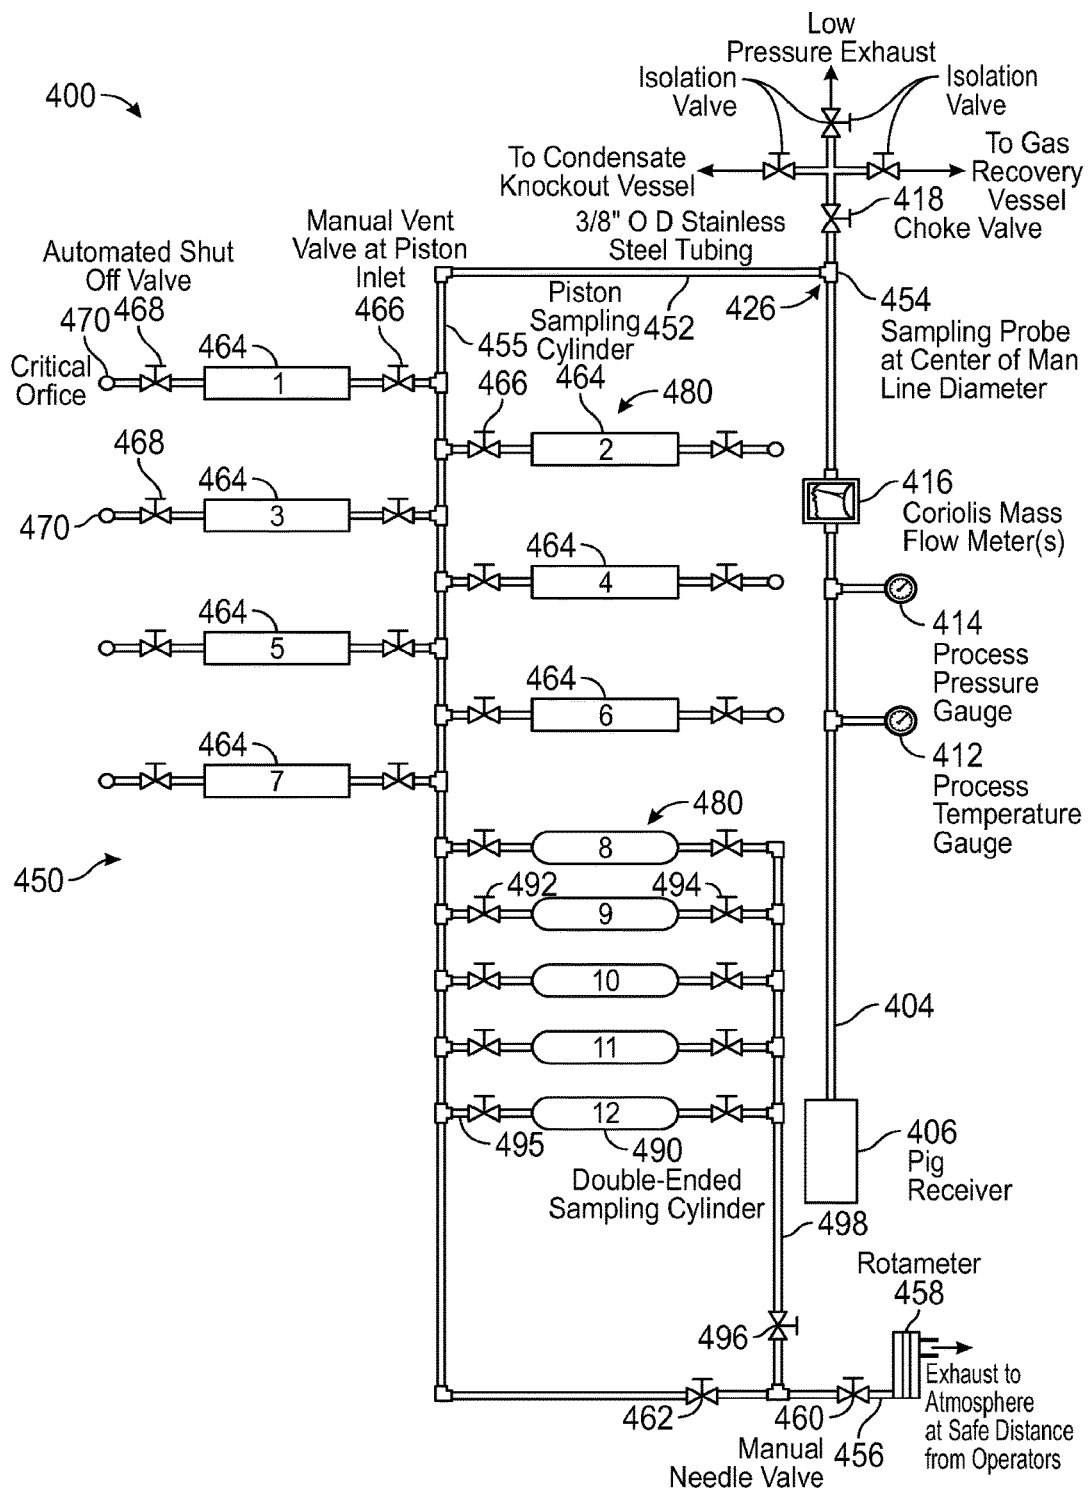 Low
Pressure Exhaust
Isolation
Valve
Isolation
Valve
400
To Condensate
Knockout Vessel
To Gas
Recovery
Vessel
418
Choke Valve
3/8" O D Stainless
Steel Tubing
Manual Vent
Valve at Piston
Inlet
Automated Shut
Off Valve
470
468
466
464
Critical
Orfice
1
455
Piston
Sampling
Cylinder
452
426
454
Sampling Probe
at Center of Man
Line Diameter
466
464
480
2
468
464
470
3
416
Coriolis Mass
Flow Meter(s)
464
4
414
Process
Pressure
Gauge
464
5
464
6
412
Process
Temperature
Gauge
464
7
480
8
450
492
494
9
10
404
11
12
495
490
Double-Ended
Sampling Cylinder
406
Pig
Receiver
498
Rotameter
458
496
Exhaust to
Atmosphere
at Safe Distance
from Operators
462
460
456
Manual
Needle Valve